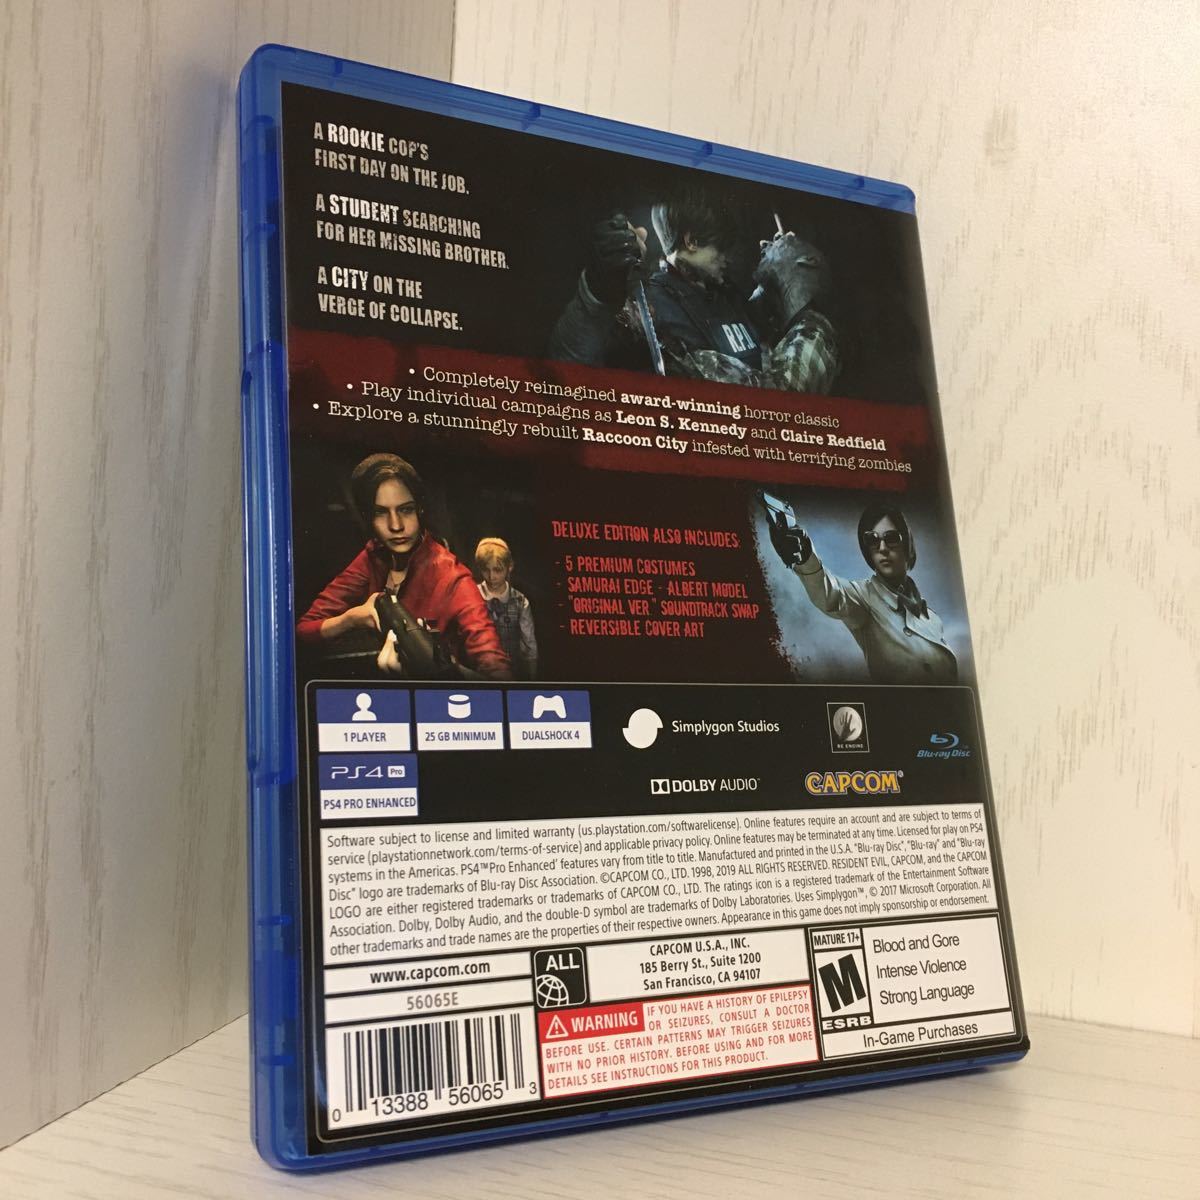 A ROOKIE COP'S
FIRST DAY ON THE JOB.
A STUDENT SEARCHING
FOR HER MISSING BROTHER.
A CITY ON THE
VERGE OF COLLAPSE.
R.P.D.
• Completely reimagined award-winning horror classic
• Play individual campaigns as Leon S. Kennedy and Claire Redfield
• Explore a stunningly rebuilt Raccoon City infested with terrifying zombies
DELUXE EDITION ALSO INCLUDES:
- 5 PREMIUM COSTUMES
- SAMURAI EDGE - ALBERT MODEL
- "ORIGINAL VER." SOUNDTRACK SWAP
- REVERSIBLE COVER ART
1 PLAYER
25 GB MINIMUM
DUALSHOCK 4
Simplygon Studios
RE ENGINE
Blu-ray Disc
PS4 Pro
PS4 PRO ENHANCED
DOLBY AUDIO™
CAPCOM®
Software subject to license and limited warranty (us.playstation.com/softwarelicense). Online features require an account and are subject to terms of
service (playstationnetwork.com/terms-of-service) and applicable privacy policy. Online features may be terminated at any time. Licensed for play on PS4
systems in the Americas. PS4™Pro Enhanced' features vary from title to title. Manufactured and printed in the U.S.A. "Blu-ray Disc", "Blu-ray" and "Blu-ray
Disc" logo are trademarks of Blu-ray Disc Association. ©CAPCOM CO., LTD. 1998, 2019 ALL RIGHTS RESERVED. RESIDENT EVIL, CAPCOM, and the CAPCOM
LOGO are either registered trademarks or trademarks of CAPCOM CO., LTD. The ratings icon is a registered trademark of the Entertainment Software
Association. Dolby, Dolby Audio, and the double-D symbol are trademarks of Dolby Laboratories. Uses Simplygon™, © 2017 Microsoft Corporation. All
other trademarks and trade names are the properties of their respective owners. Appearance in this game does not imply sponsorship or endorsement.
www.capcom.com
56065E
ALL
CAPCOM U.S.A., INC.
185 Berry St., Suite 1200
San Francisco, CA 94107
WARNING IF YOU HAVE A HISTORY OF EPILEPSY
OR SEIZURES, CONSULT A DOCTOR
BEFORE USE. CERTAIN PATTERNS MAY TRIGGER SEIZURES
WITH NO PRIOR HISTORY. BEFORE USING AND FOR MORE
DETAILS SEE INSTRUCTIONS FOR THIS PRODUCT.
MATURE 17+
M
ESRB
Blood and Gore
Intense Violence
Strong Language
In-Game Purchases
0 13388 56065 3